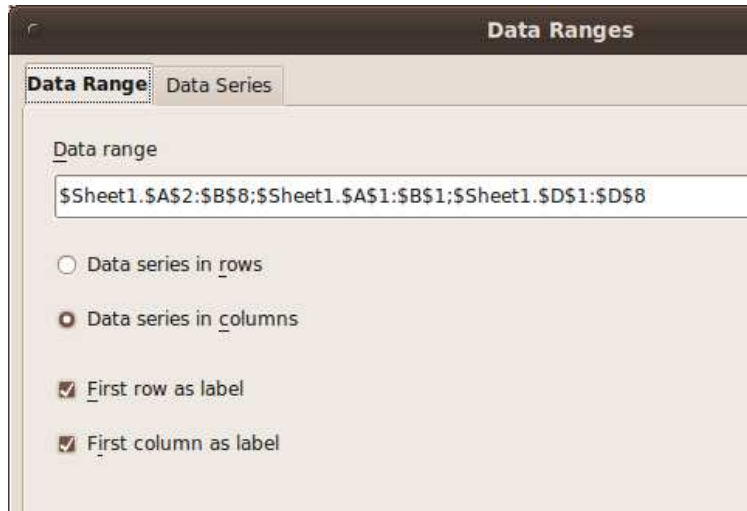 Data Ranges
Data Range Data Series
Data range
$Sheet1.$A$2:$B$8;$Sheet1.$A$1:$B$1;$Sheet1.$D$1:$D$8
Data series in rows
Data series in columns
First row as label
First column as label